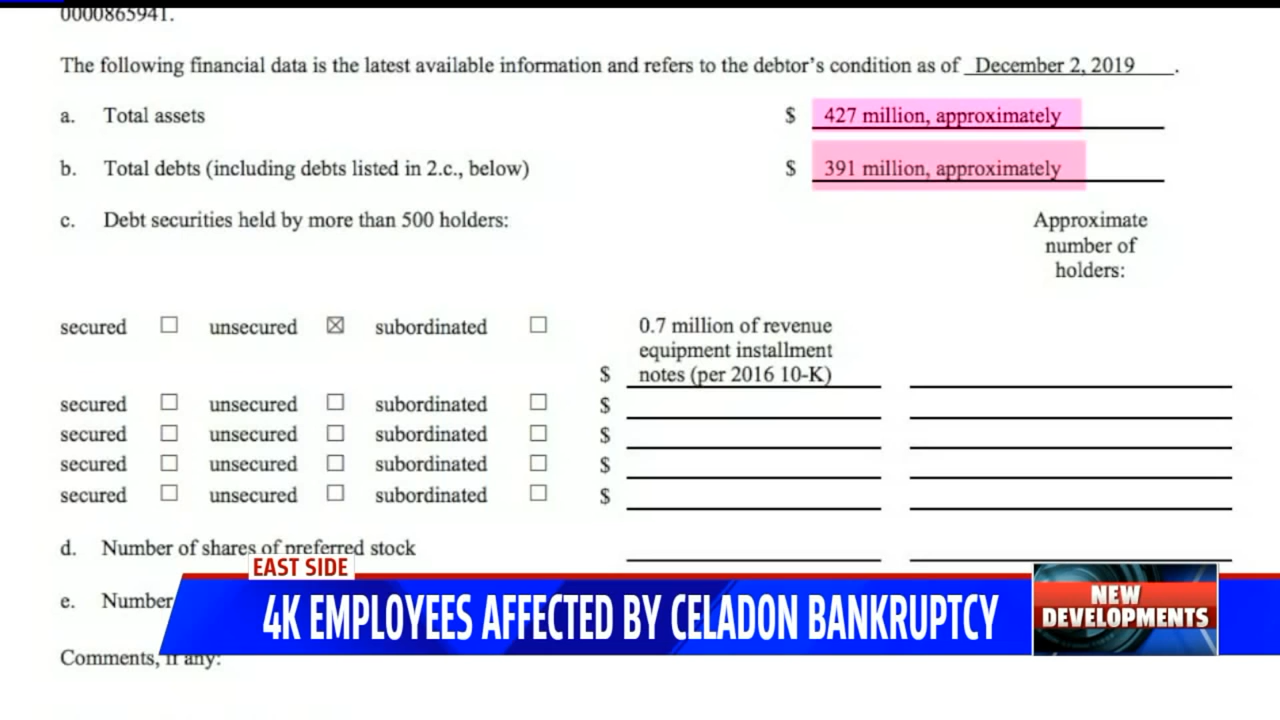 0000865941.
The following financial data is the latest available information and refers to the debtor's condition as of December 2, 2019.
a. Total assets $ 427 million, approximately
b. Total debts (including debts listed in 2.c., below) $ 391 million, approximately
c. Debt securities held by more than 500 holders: Approximate
number of
holders:
secured ☐ unsecured ☒ subordinated ☐ $ 0.7 million of revenue
equipment installment
notes (per 2016 10-K)
secured ☐ unsecured ☐ subordinated ☐ $
secured ☐ unsecured ☐ subordinated ☐ $
secured ☐ unsecured ☐ subordinated ☐ $
secured ☐ unsecured ☐ subordinated ☐ $
d. Number of shares of preferred stock
EAST SIDE
e. Number
4K EMPLOYEES AFFECTED BY CELADON BANKRUPTCY
NEW
DEVELOPMENTS
Comments, if any: